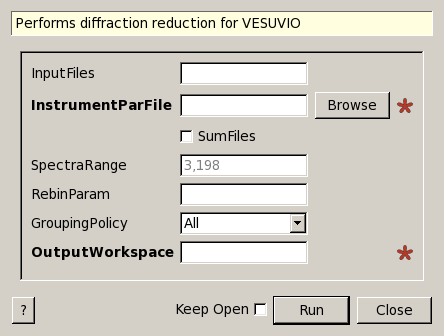 Performs diffraction reduction for VESUVIO
InputFiles
InstrumentParFile Browse *
SumFiles
SpectraRange 3,198
RebinParam
GroupingPolicy All
OutputWorkspace *
? Keep Open Run Close